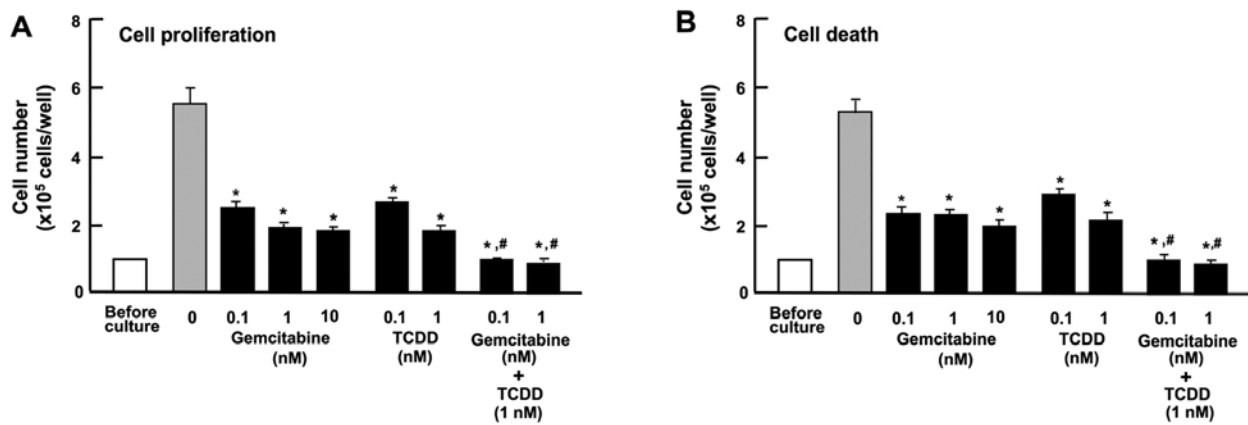 A
Cell proliferation
Cell number
(x10⁵ cells/well)
8
6
4
2
0
Before
culture
0
0.1 1 10
Gemcitabine
(nM)
0.1 1
TCDD
(nM)
0.1 1
Gemcitabine
(nM)
+
TCDD
(1 nM)
* * * * * *,# *,#
B
Cell death
Cell number
(x10⁵ cells/well)
8
6
4
2
0
Before
culture
0
0.1 1 10
Gemcitabine
(nM)
0.1 1
TCDD
(nM)
0.1 1
Gemcitabine
(nM)
+
TCDD
(1 nM)
* * * * * *,# *,#